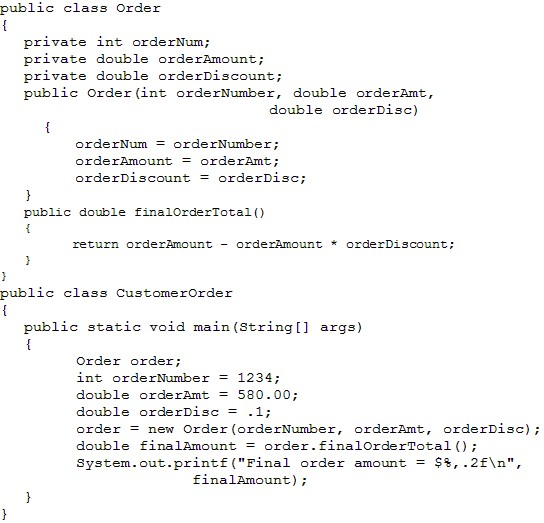 public class Order
{
private int orderNum;
private double orderAmount;
private double orderDiscount;
public Order(int orderNumber, double orderAmt,
double orderDisc)
{
orderNum = orderNumber;
orderAmount = orderAmt;
orderDiscount = orderDisc;
}
public double finalOrderTotal()
{
return orderAmount - orderAmount * orderDiscount;
}
}
public class CustomerOrder
{
public static void main(String[] args)
{
Order order;
int orderNumber = 1234;
double orderAmt = 580.00;
double orderDisc = .1;
order = new Order(orderNumber, orderAmt, orderDisc);
double finalAmount = order.finalOrderTotal();
System.out.printf("Final order amount = $%,.2f\n",
finalAmount);
}
}